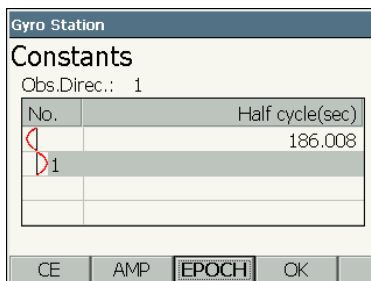 Gyro Station
Constants
Obs.Direc.: 1
No. Half cycle(sec)
186.008
1
CE AMP EPOCH OK